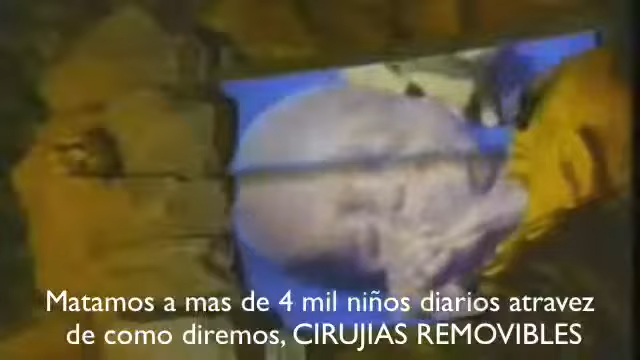 Matamos a mas de 4 mil niños diarios atravez
de como diremos, CIRUJIAS REMOVIBLES